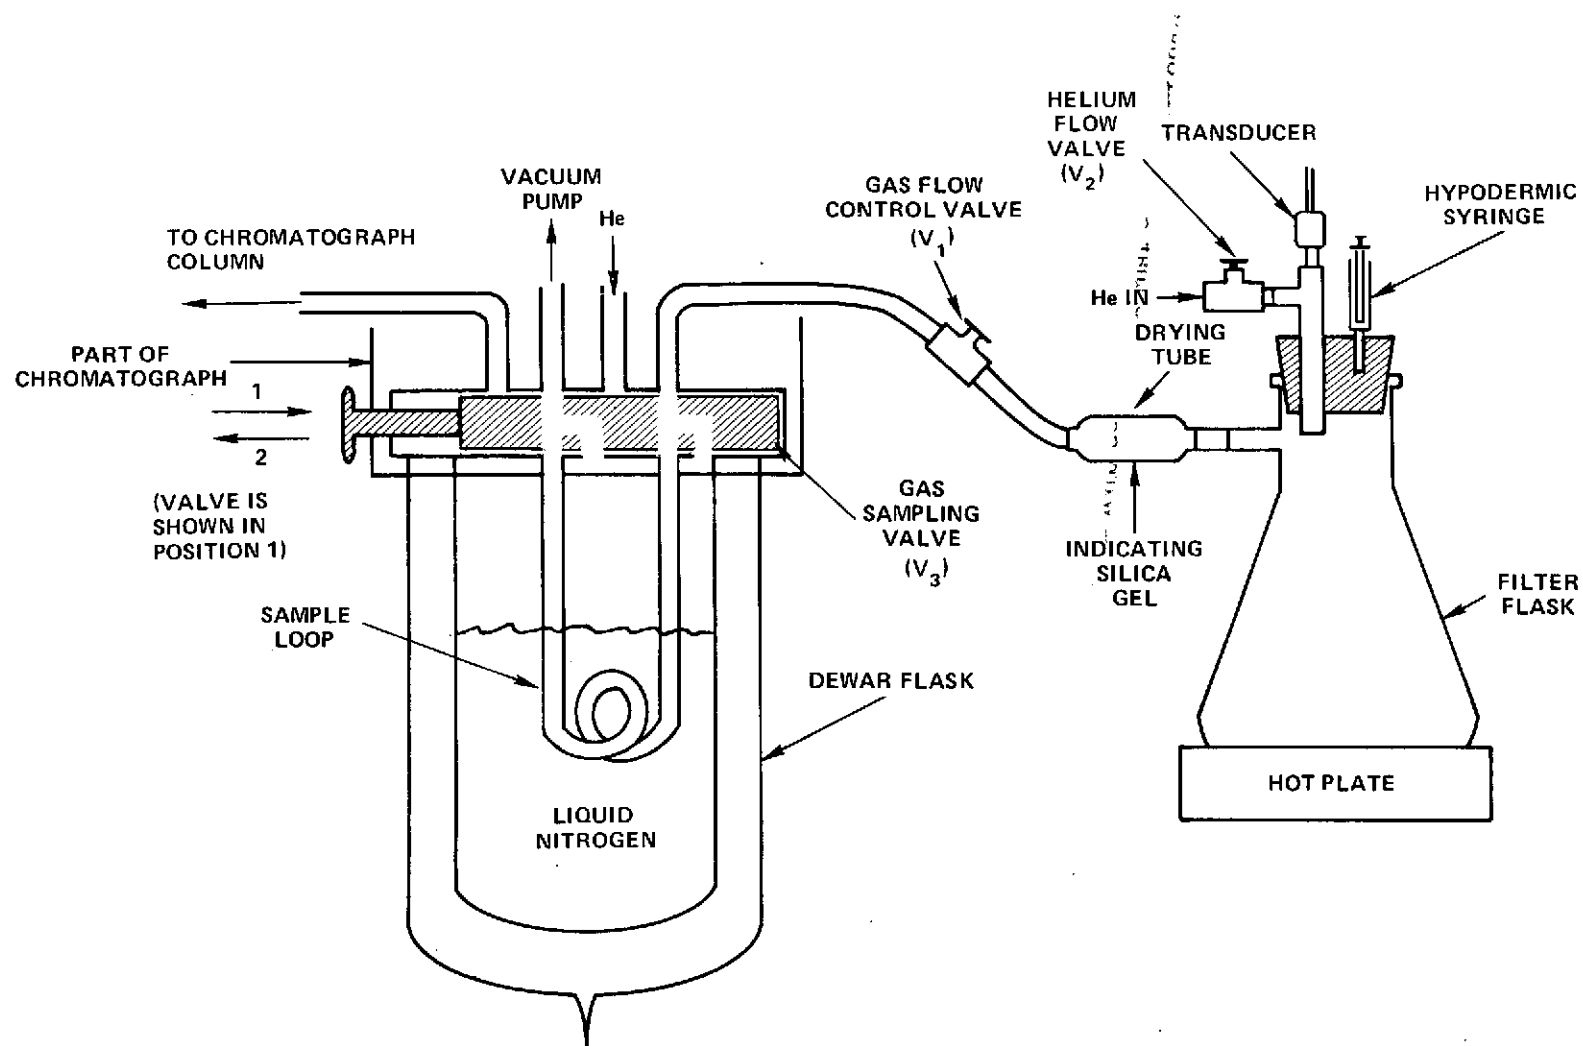 HELIUM
FLOW
VALVE
(V2)
TRANSDUCER
HYPODERMIC
SYRINGE
VACUUM
PUMP
He
GAS FLOW
CONTROL VALVE
(V1)
TO CHROMATOGRAPH
COLUMN
He IN
DRYING
TUBE
PART OF
CHROMATOGRAPH
1
2
(VALVE IS
SHOWN IN
POSITION 1)
GAS
SAMPLING
VALVE
(V3)
INDICATING
SILICA
GEL
FILTER
FLASK
SAMPLE
LOOP
DEWAR FLASK
HOT PLATE
LIQUID
NITROGEN